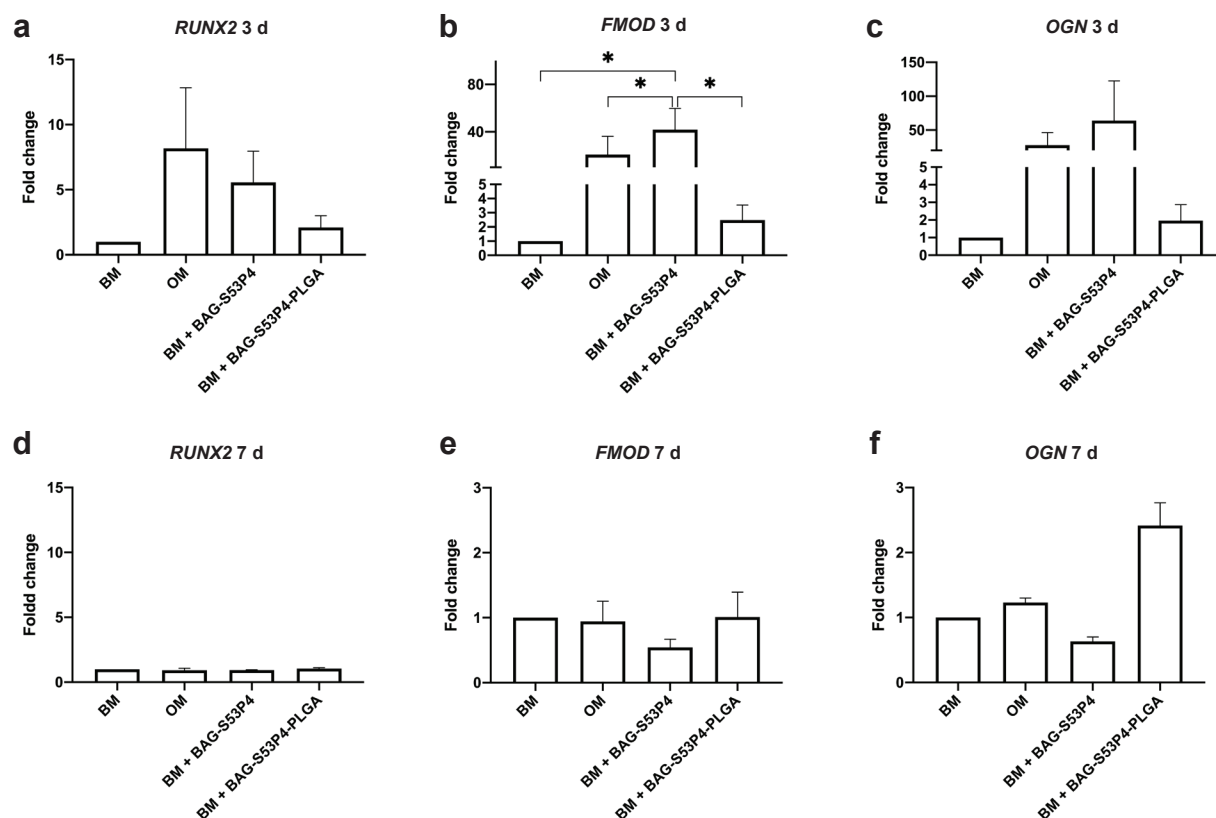 a
RUNX2 3 d
Fold change
15
10
5
0
BM
OM
BM + BAG-S53P4
BM + BAG-S53P4-PLGA
b
FMOD 3 d
Fold change
80
40
5
4
3
2
1
0
*
*
*
BM
OM
BM + BAG-S53P4
BM + BAG-S53P4-PLGA
c
OGN 3 d
Fold change
150
100
50
5
4
3
2
1
0
BM
OM
BM + BAG-S53P4
BM + BAG-S53P4-PLGA
d
RUNX2 7 d
Foldd change
15
10
5
0
BM
OM
BM + BAG-S53P4
BM + BAG-S53P4-PLGA
e
FMOD 7 d
Fold change
3
2
1
0
BM
OM
BM + BAG-S53P4
BM + BAG-S53P4-PLGA
f
OGN 7 d
Fold change
3
2
1
0
BM
OM
BM + BAG-S53P4
BM + BAG-S53P4-PLGA